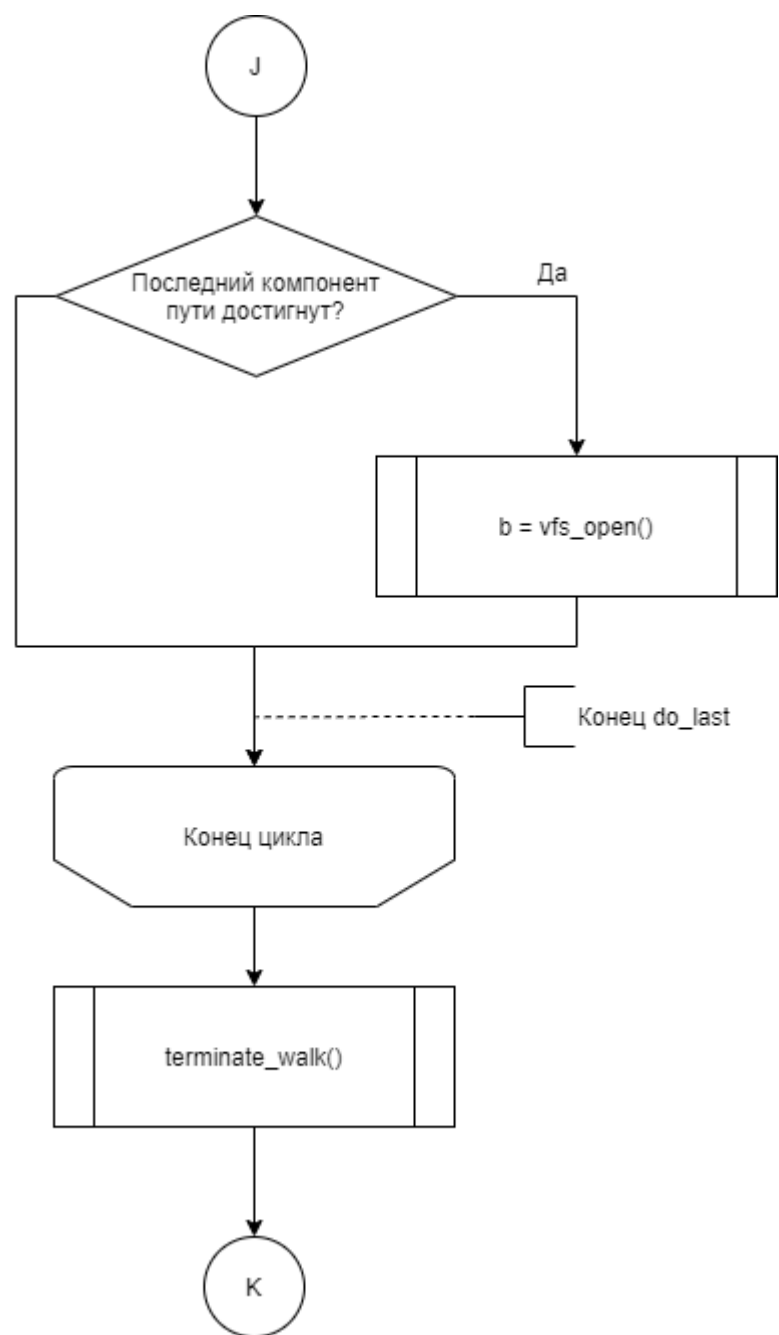 J
Последний компонент
пути достигнут?
Да
b = vfs_open()
Конец do_last
Конец цикла
terminate_walk()
K